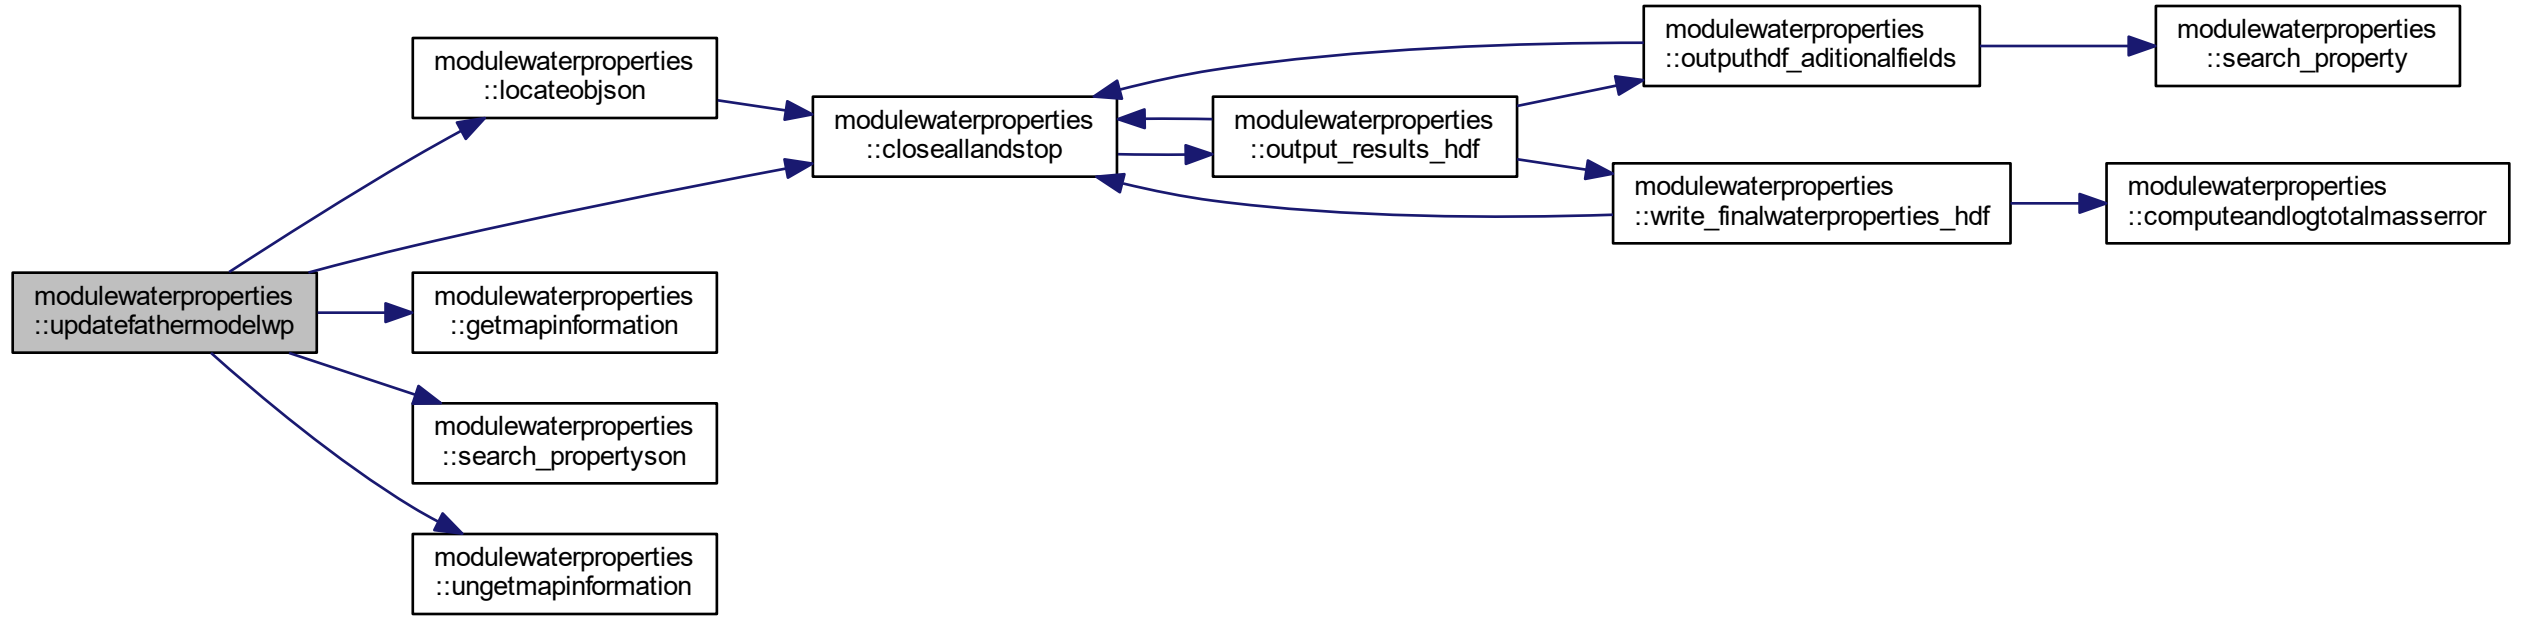 modulewaterproperties
::updatefathermodelwp
modulewaterproperties
::locateobjson
modulewaterproperties
::closeallandstop
modulewaterproperties
::output_results_hdf
modulewaterproperties
::outputhdf_aditionalfields
modulewaterproperties
::search_property
modulewaterproperties
::write_finalwaterproperties_hdf
modulewaterproperties
::computeandlogtotalmasserror
modulewaterproperties
::getmapinformation
modulewaterproperties
::search_propertyson
modulewaterproperties
::ungetmapinformation